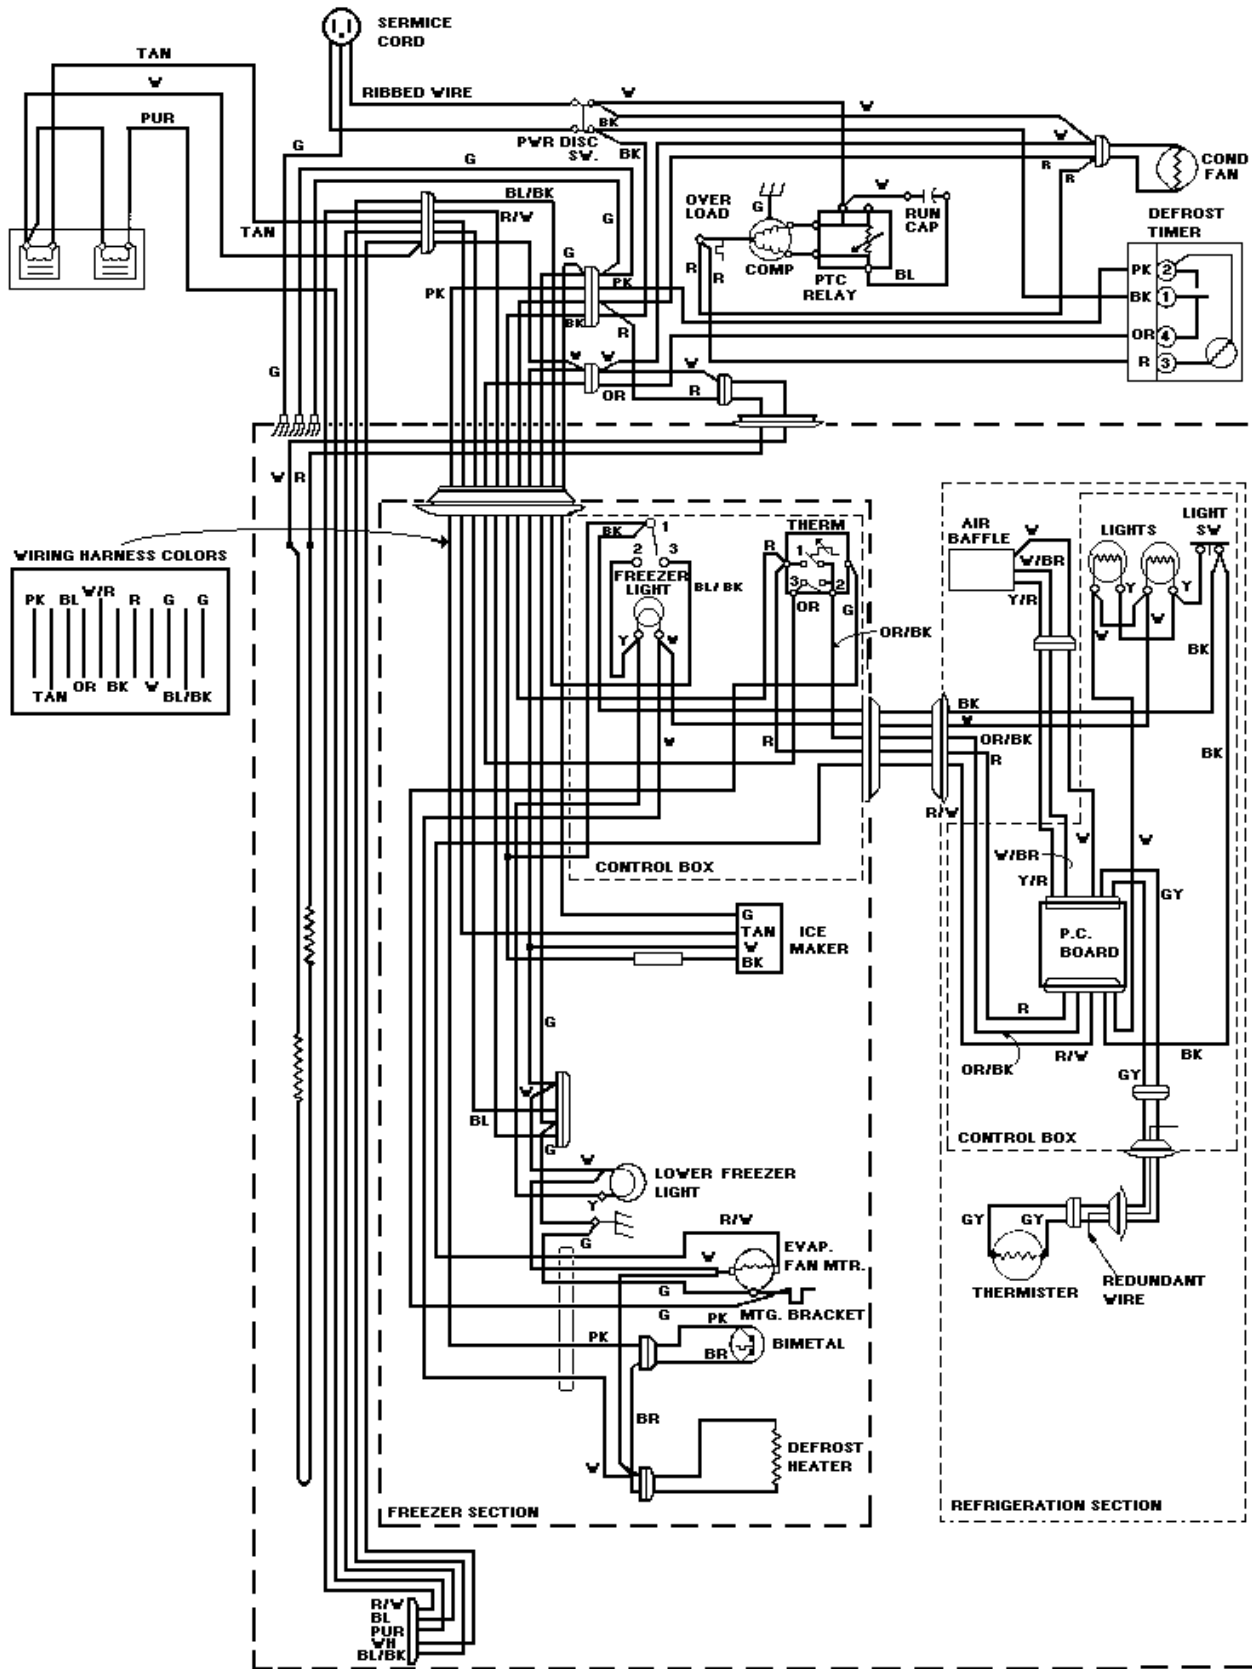 SERMICE
CORD
TAN
W
PUR
RIBBED WIRE
W
W
BK
PWR DISC
SW.
BK
W
G
G
R
R
COND
FAN
BL/BK
R/W
G
OVER
LOAD
G
W
RUN
CAP
DEFROST
TIMER
TAN
G
COMP
PTC
RELAY
BL
R
R
PK
PK
PK 2
BK 1
OR 4
R 3
BK
R
W
W
W
G
OR
R
W R
WIRING HARNESS COLORS
PK BL W/R R G G
TAN OR BK W BL/BK
BK
1
2 3
FREEZER
LIGHT
BL/BK
Y W
THERM
R
1
3 2
OR
G
OR/BK
AIR
BAFFLE
W
W/BR
Y/R
LIGHTS
LIGHT
SW
Y
Y
W
W
BK
BK
W
OR/BK
R
R/W
BK
W
R
CONTROL BOX
W/BR
Y/R
W
W
GY
P.C.
BOARD
G
TAN
W
BK
ICE
MAKER
R
R/W
OR/BK
BK
GY
G
W
BL
G
CONTROL BOX
W
Y
LOWER FREEZER
LIGHT
G
R/W
W
EVAP.
FAN MTR.
G
G
MTG. BRACKET
GY
GY
THERMISTER
REDUNDANT
WIRE
PK
PK
BR
BIMETAL
BR
W
DEFROST
HEATER
FREEZER SECTION
REFRIGERATION SECTION
R/W
BL
PUR
WH
BL/BK